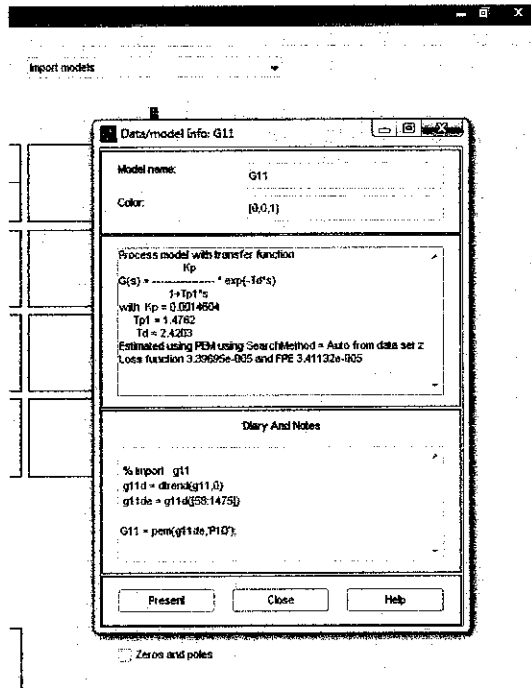 Import models
Data/model Info: G11
Model name:
G11
Color:
[0,0,1]
Process model with transfer function
Kp
G(s) = ---------------- * exp(-Td*s)
1+Tp1*s
with Kp = 0.0014604
Tp1 = 1.4762
Td = 2.4203
Estimated using PEM using SearchMethod = Auto from data set z
Loss function 3.39695e-005 and FPE 3.41132e-005
Diary And Notes
% Import g11
g11d = dtrend(g11,0)
g11de = g11d([58:1475])
G11 = pem(g11de,'P1D');
Present
Close
Help
Zeros and poles